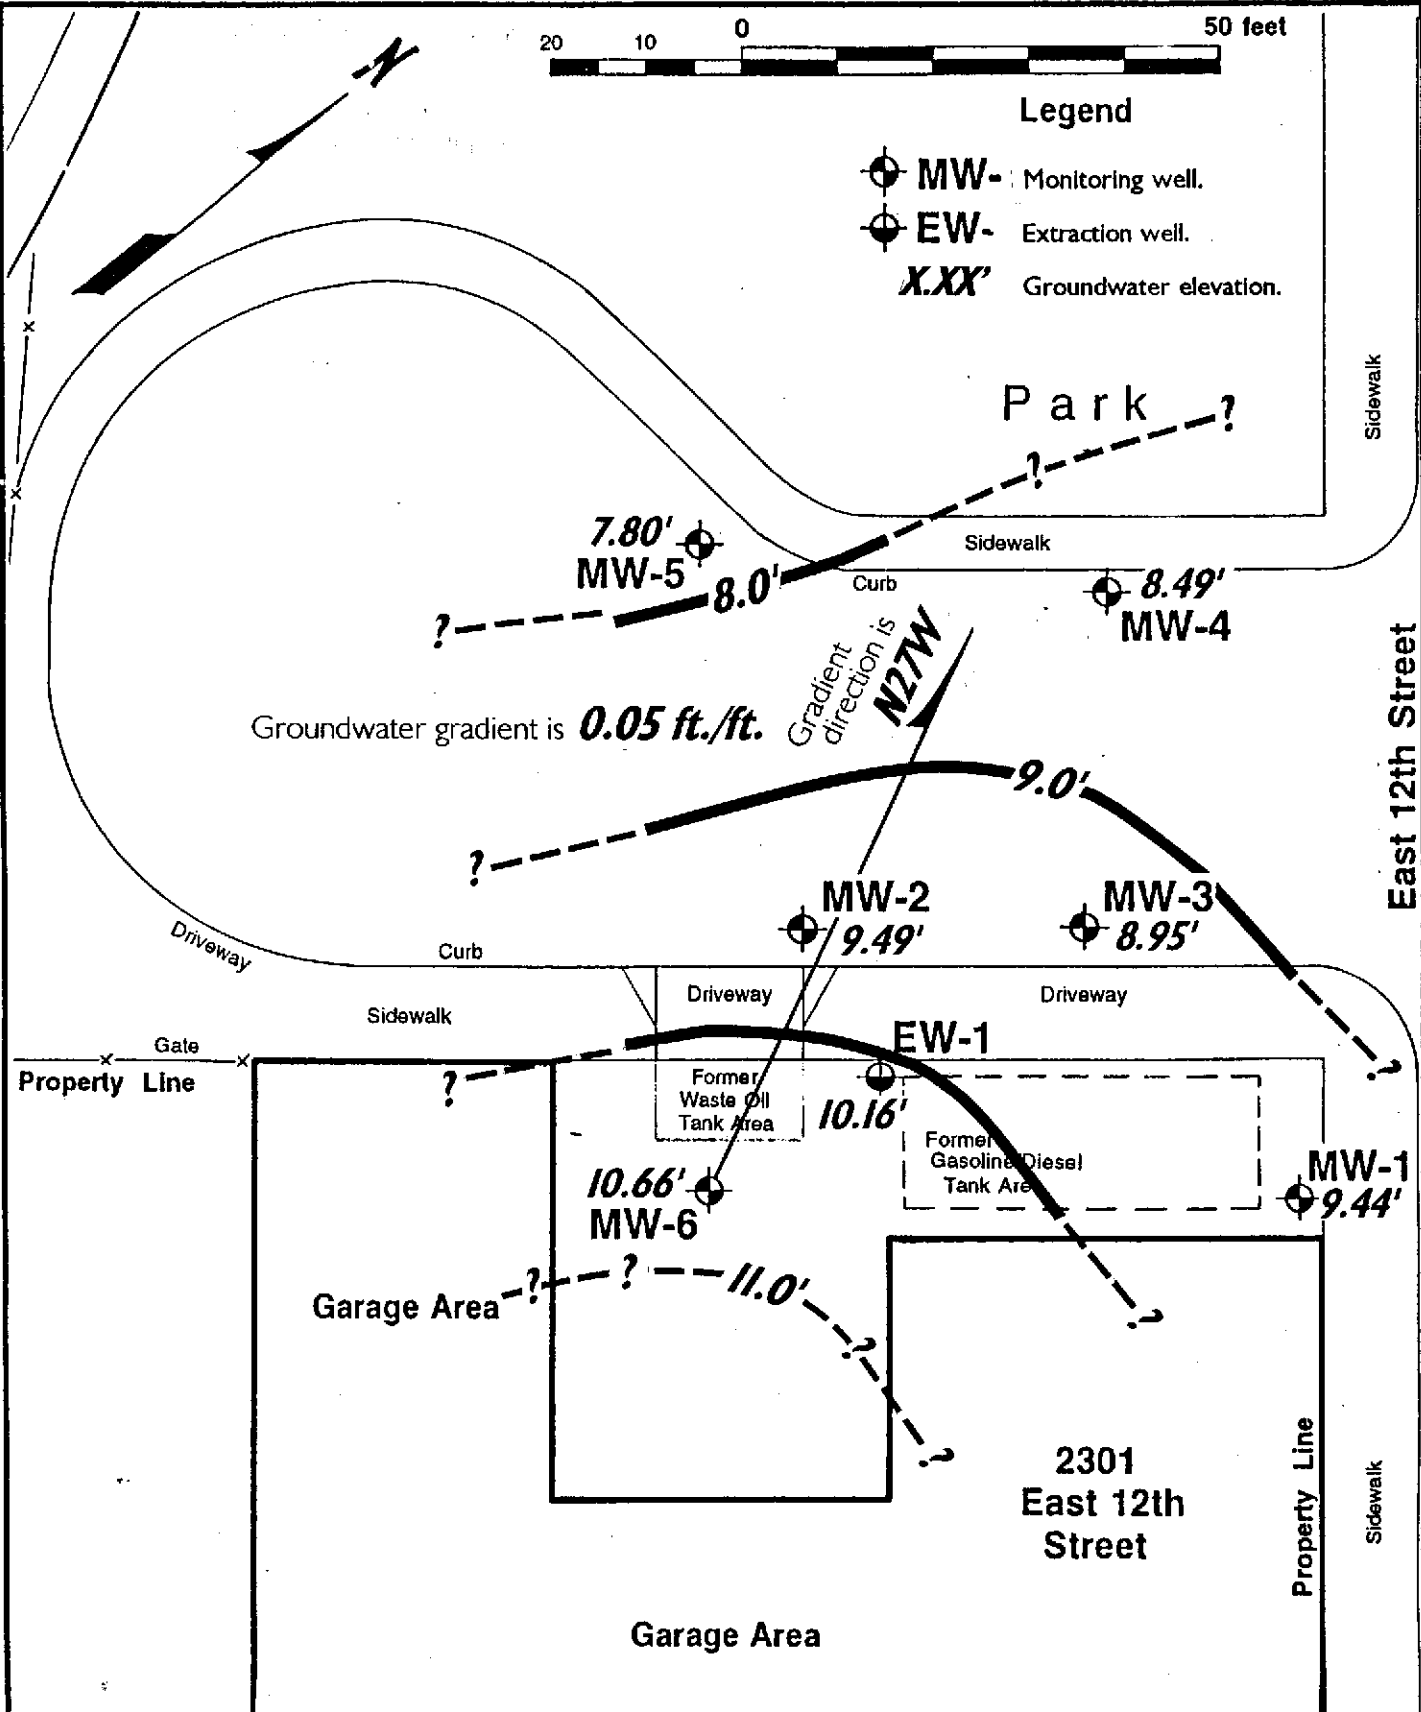 N
20 10 0 50 feet
Legend
MW- Monitoring well.
EW- Extraction well.
X.XX' Groundwater elevation.
Sidewalk
Park
?
?
7.80'
MW-5
Sidewalk
8.0'
Curb
8.49'
MW-4
?
Gradient
direction is
N27W
East 12th Street
Groundwater gradient is 0.05 ft./ft.
9.0'
?
MW-2
9.49'
MW-3
8.95'
Driveway
Curb
Driveway
Driveway
Sidewalk
EW-1
Gate
Property Line
?
?
Former
Waste Oil
Tank Area
10.16'
Former
Gasoline/Diesel
Tank Area
MW-1
9.44'
10.66'
MW-6
?
?
11.0'
?
Garage Area
?
?
2301
East 12th
Street
Property Line
Sidewalk
Garage Area